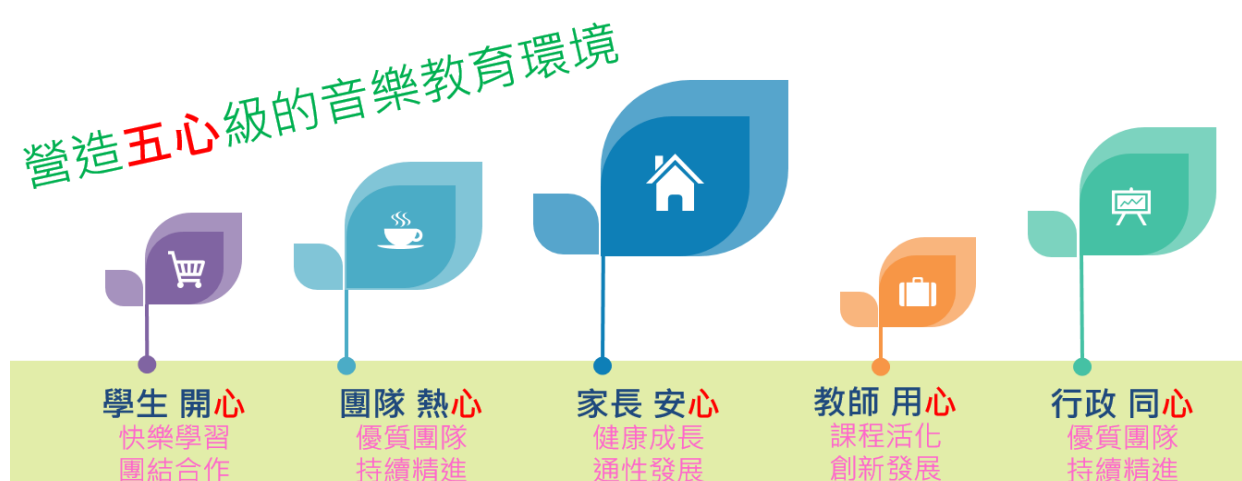 營造五心級的音樂教育環境
學生 開心
快樂學習
團結合作
團隊 熱心
優質團隊
持續精進
家長 安心
健康成長
通性發展
教師 用心
課程活化
創新發展
行政 同心
優質團隊
持續精進